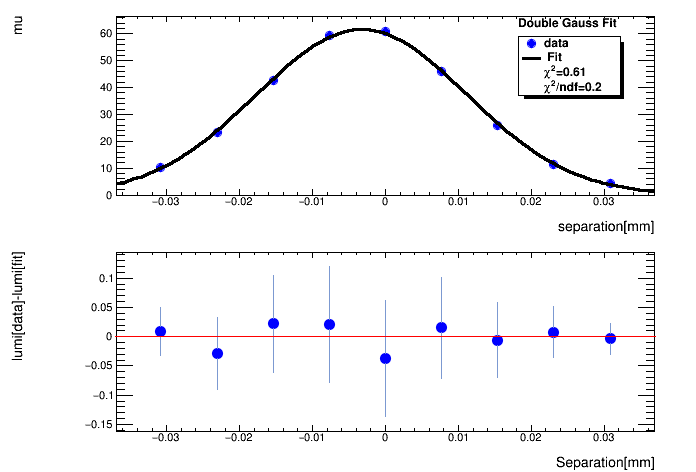 mu
Double Gauss Fit
data
Fit
χ²=0.61
χ²/ndf=0.2
60
50
40
30
20
10
0
−0.03 −0.02 −0.01 0 0.01 0.02 0.03
separation[mm]
lumi[data]-lumi[fit]
0.1
0.05
0
−0.05
−0.1
−0.15
−0.03 −0.02 −0.01 0 0.01 0.02 0.03
Separation[mm]